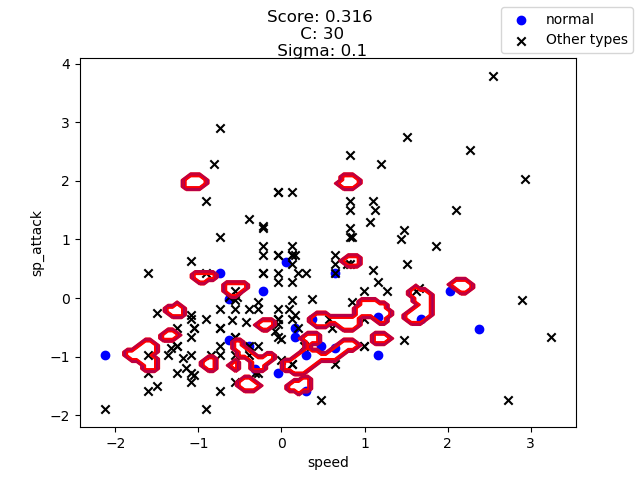 Score: 0.316
C: 30
Sigma: 0.1
normal
Other types
4
3
2
1
0
−1
−2
sp_attack
−2
−1
0
1
2
3
speed